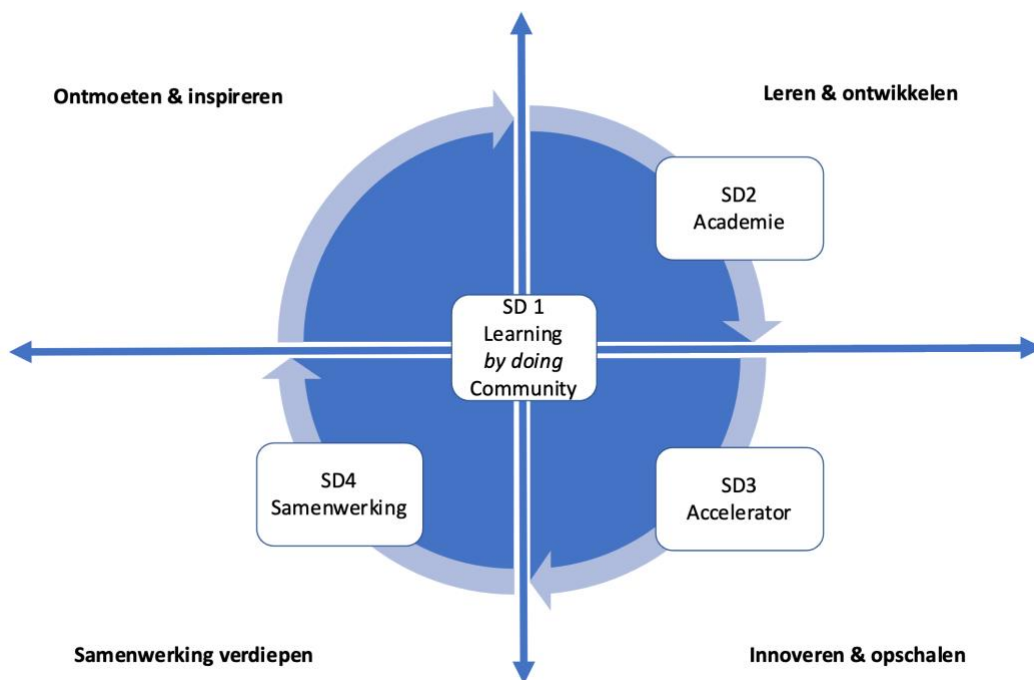 Ontmoeten & inspireren
Leren & ontwikkelen
SD2
Academie
SD 1
Learning
by doing
Community
SD4
Samenwerking
SD3
Accelerator
Samenwerking verdiepen
Innoveren & opschalen